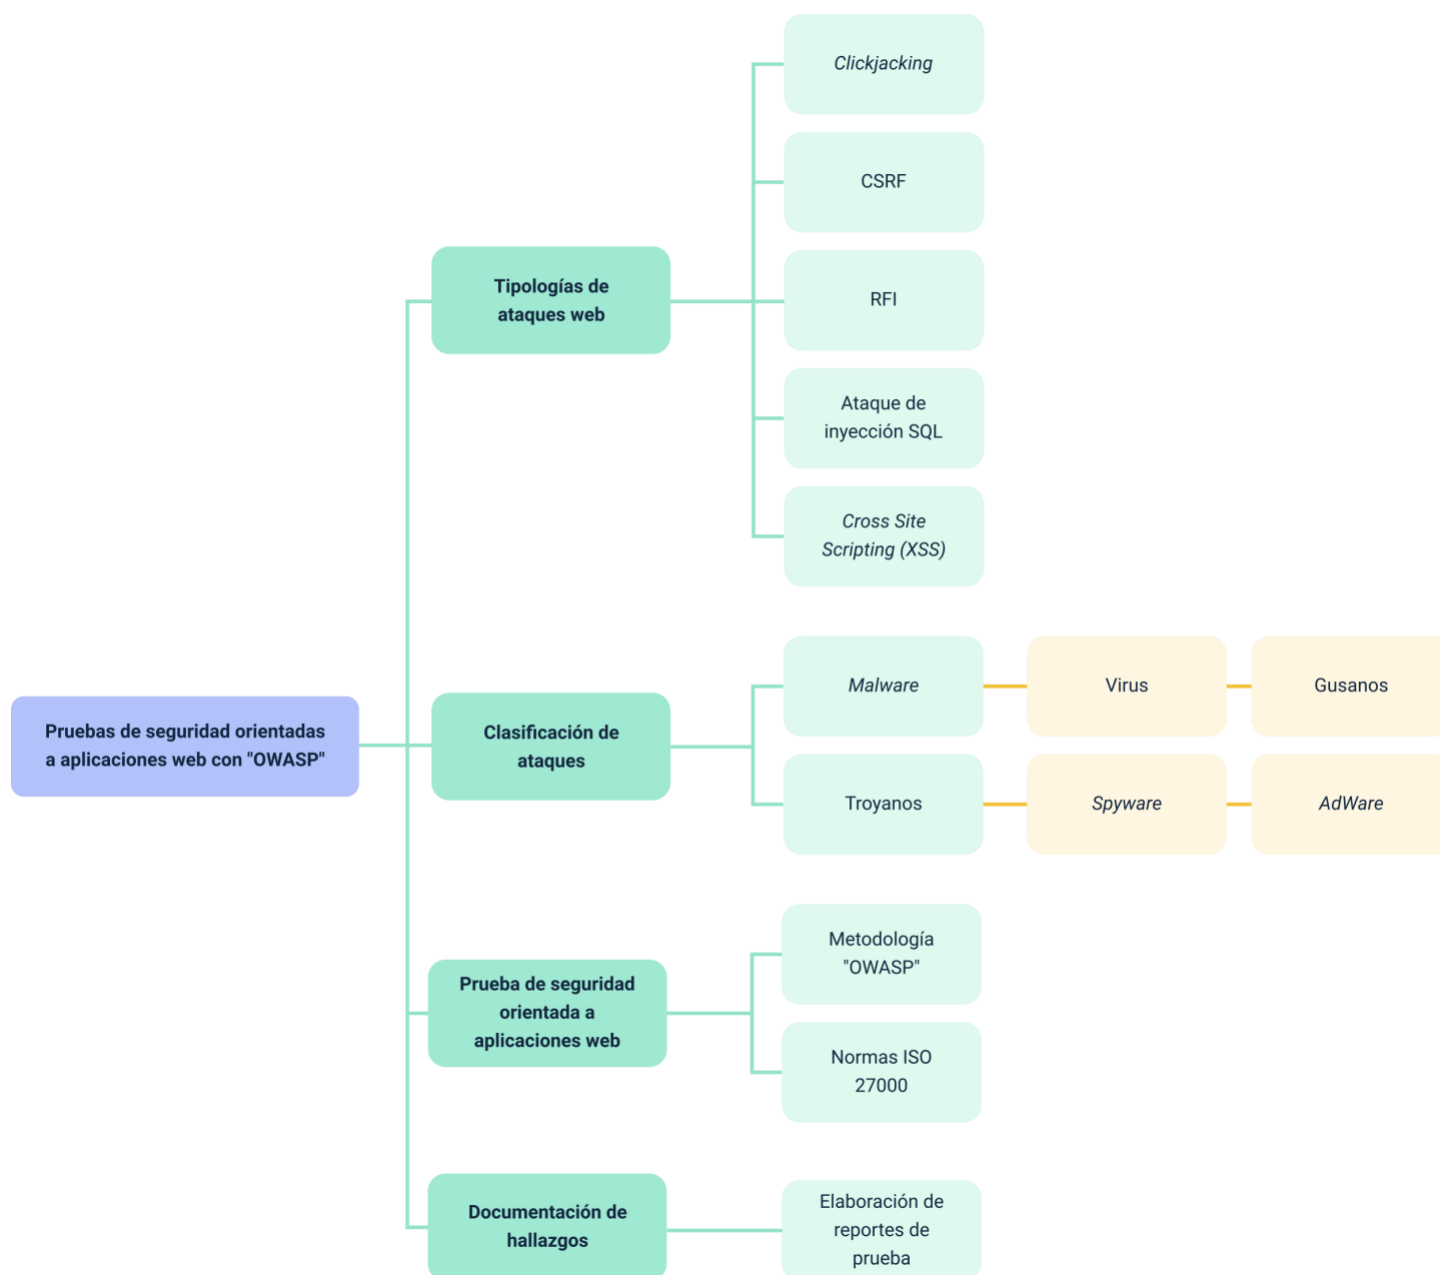 Clickjacking
CSRF
Tipologías de
ataques web
RFI
Ataque de
inyección SQL
Cross Site
Scripting (XSS)
Pruebas de seguridad orientadas
a aplicaciones web con "OWASP"
Clasificación de
ataques
Malware
Virus
Gusanos
Troyanos
Spyware
AdWare
Prueba de seguridad
orientada a
aplicaciones web
Metodología
"OWASP"
Normas ISO
27000
Documentación de
hallazgos
Elaboración de
reportes de
prueba